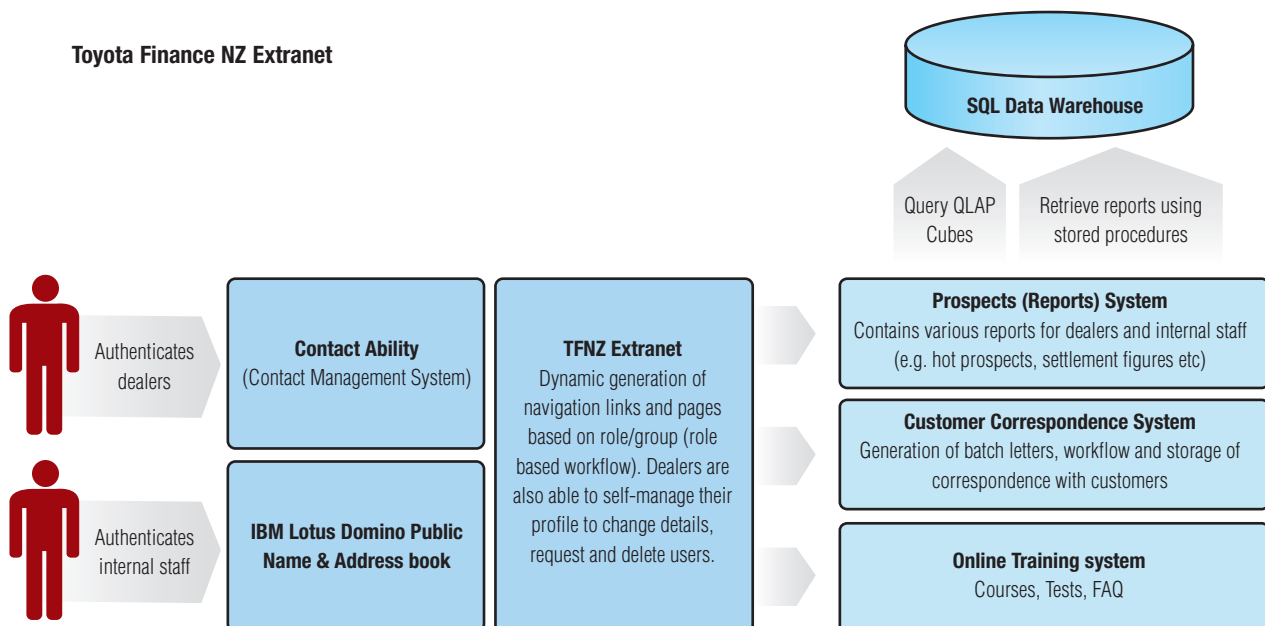 Toyota Finance NZ Extranet
SQL Data Warehouse
Query QLAP
Cubes
Retrieve reports using
stored procedures
Authenticates
dealers
Contact Ability
(Contact Management System)
Authenticates
internal staff
IBM Lotus Domino Public
Name & Address book
TFNZ Extranet
Dynamic generation of
navigation links and pages
based on role/group (role
based workflow). Dealers are
also able to self-manage their
profile to change details,
request and delete users.
Prospects (Reports) System
Contains various reports for dealers and internal staff
(e.g. hot prospects, settlement figures etc)
Customer Correspondence System
Generation of batch letters, workflow and storage of
correspondence with customers
Online Training system
Courses, Tests, FAQ